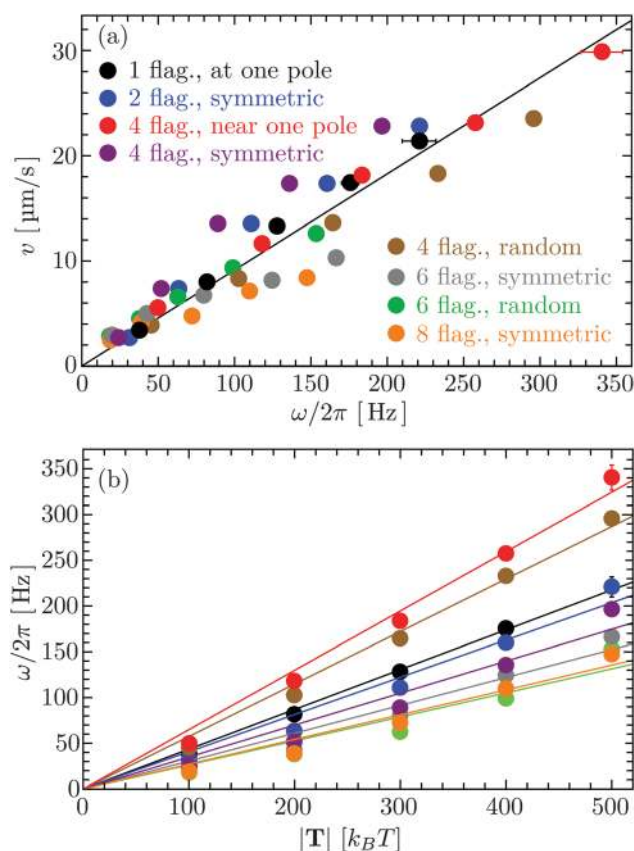 (a)
1 flag., at one pole
2 flag., symmetric
4 flag., near one pole
4 flag., symmetric
4 flag., random
6 flag., symmetric
6 flag., random
8 flag., symmetric
v [ μm/s ]
30
20
10
0
0 50 100 150 200 250 300 350
ω/2π [ Hz ]
(b)
ω/2π [ Hz ]
350
300
250
200
150
100
50
0
0 100 200 300 400 500
|T| [k_BT]